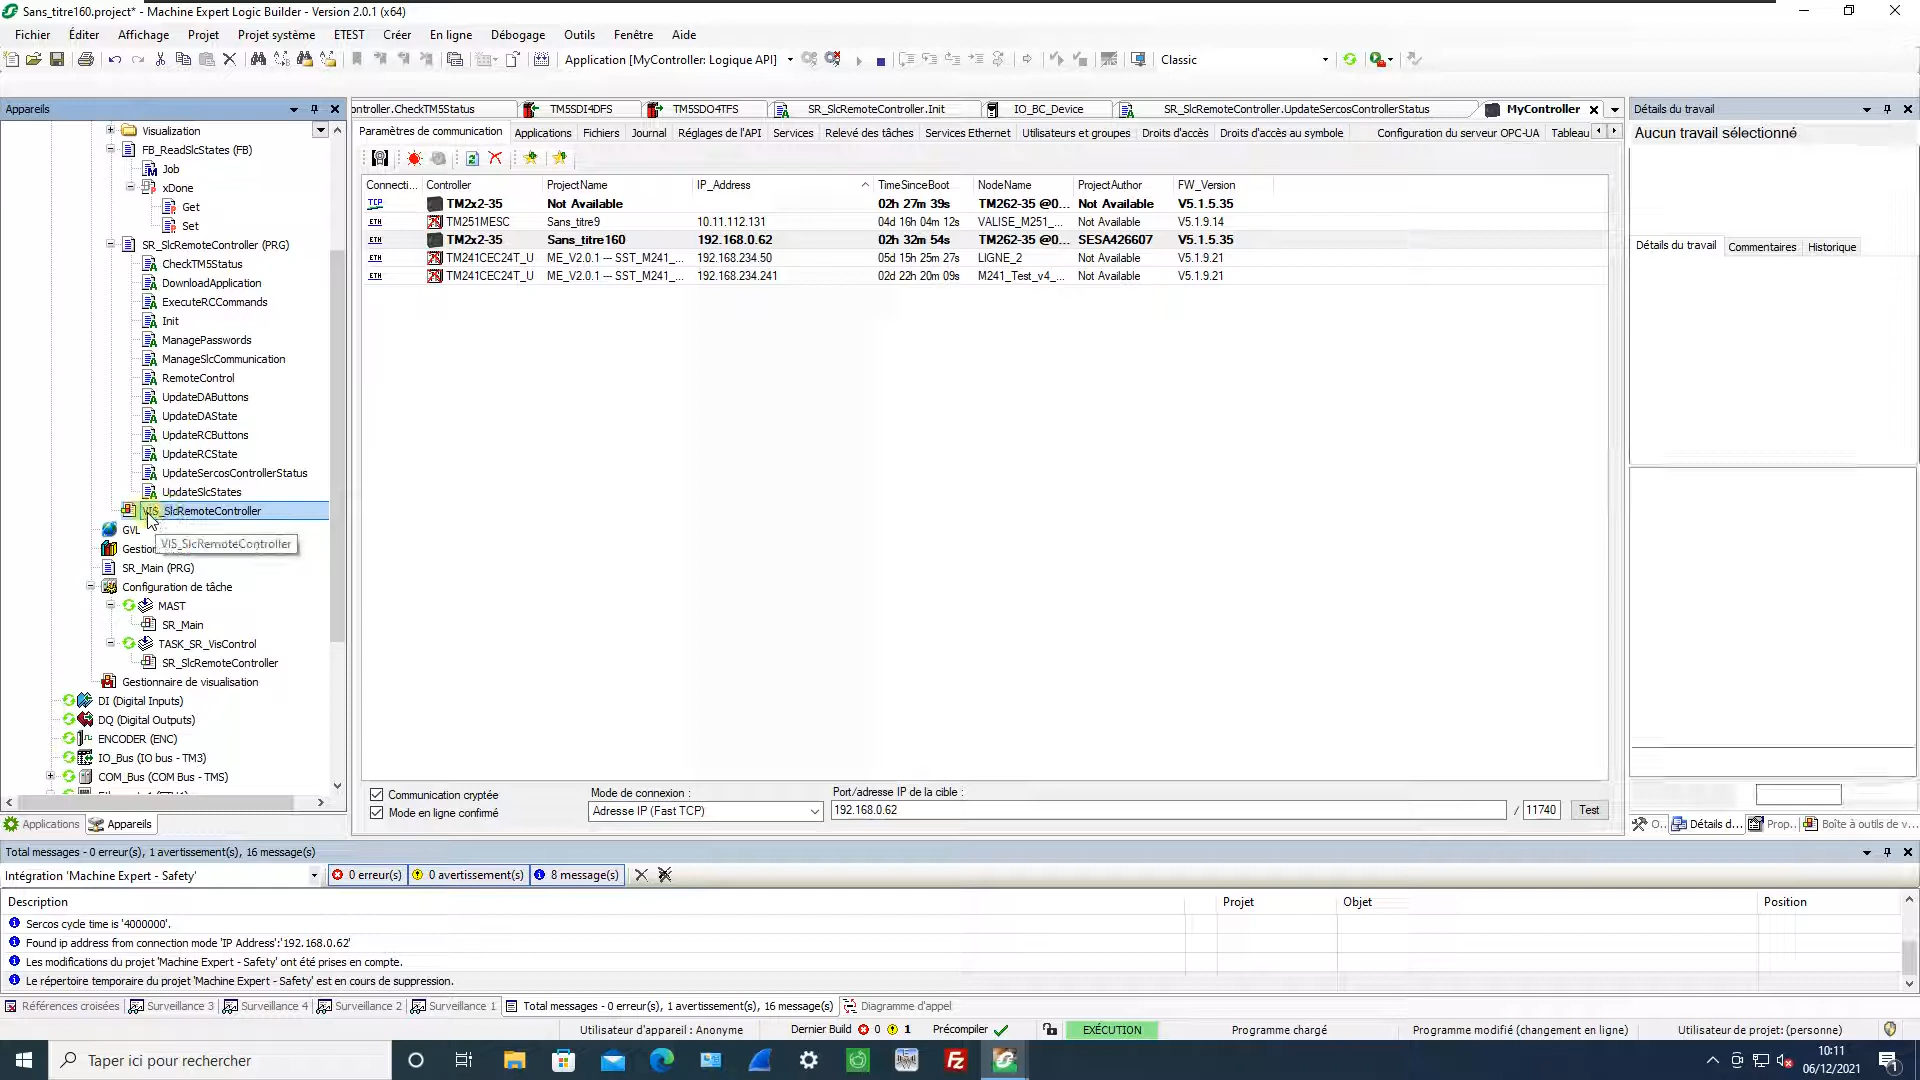 Sans_titre160.project* - Machine Expert Logic Builder - Version 2.0.1 (x64)
Fichier Éditer Affichage Projet Projet système ETEST Créer En ligne Débogage Outils Fenêtre Aide
Application [MyController: Logique API] Classic
Appareils
ontroller.CheckTM5Status TM5SDI4DFS TM5SDO4TFS SR_SlcRemoteController.Init IO_BC_Device SR_SlcRemoteController.UpdateSercosControllerStatus MyController
Détails du travail
Paramètres de communication Applications Fichiers Journal Réglages de l'API Services Relevé des tâches Services Ethernet Utilisateurs et groupes Droits d'accès Droits d'accès au symbole Configuration du serveur OPC-UA Tableau
Aucun travail sélectionné
Visualization
FB_ReadSlcStates (FB)
Job
xDone
Get
Set
SR_SlcRemoteController (PRG)
CheckTM5Status
DownloadApplication
ExecuteRCCommands
Init
ManagePasswords
ManageSlcCommunication
RemoteControl
UpdateDAButtons
UpdateDAState
UpdateRCButtons
UpdateRCState
UpdateSercosControllerStatus
UpdateSlcStates
VIS_SlcRemoteController
GVL
VIS_SlcRemoteController
Gestion
SR_Main (PRG)
Configuration de tâche
MAST
SR_Main
TASK_SR_VisControl
SR_SlcRemoteController
Gestionnaire de visualisation
DI (Digital Inputs)
DQ (Digital Outputs)
ENCODER (ENC)
IO_Bus (IO bus - TM3)
COM_Bus (COM Bus - TMS)
Applications Appareils
Connecti... Controller ProjectName IP_Address TimeSinceBoot NodeName ProjectAuthor FW_Version
TCP TM2x2-35 Not Available 02h 27m 39s TM262-35 @0... Not Available V5.1.5.35
ETH TM251MESC Sans_titre9 10.11.112.131 04d 16h 04m 12s VALISE_M251_... Not Available V5.1.9.14
ETH TM2x2-35 Sans_titre160 192.168.0.62 02h 32m 54s TM262-35 @0... SESA426607 V5.1.5.35
ETH TM241CEC24T_U ME_V2.0.1 --- SST_M241_... 192.168.234.50 05d 15h 25m 27s LIGNE_2 Not Available V5.1.9.21
ETH TM241CEC24T_U ME_V2.0.1 --- SST_M241_... 192.168.234.241 02d 22h 20m 09s M241_Test_v4_... Not Available V5.1.9.21
Communication cryptée
Mode en ligne confirmé
Mode de connexion :
Adresse IP (Fast TCP)
Port/adresse IP de la cible :
192.168.0.62 / 11740 Test
Détails du travail Commentaires Historique
O... Détails d... Prop... Boîte à outils de v...
Total messages - 0 erreur(s), 1 avertissement(s), 16 message(s)
Intégration 'Machine Expert - Safety' 0 erreur(s) 0 avertissement(s) 8 message(s)
Description Projet Objet Position
Sercos cycle time is '4000000'.
Found ip address from connection mode 'IP Address':'192.168.0.62'
Les modifications du projet 'Machine Expert - Safety' ont été prises en compte.
Le répertoire temporaire du projet 'Machine Expert - Safety' est en cours de suppression.
Références croisées Surveillance 3 Surveillance 4 Surveillance 2 Surveillance 1 Total messages - 0 erreur(s), 1 avertissement(s), 16 message(s) Diagramme d'appel
Utilisateur d'appareil : Anonyme Dernier Build 0 1 Précompiler EXÉCUTION Programme chargé Programme modifié (changement en ligne) Utilisateur de projet: (personne)
Taper ici pour rechercher
10:11
06/12/2021
1